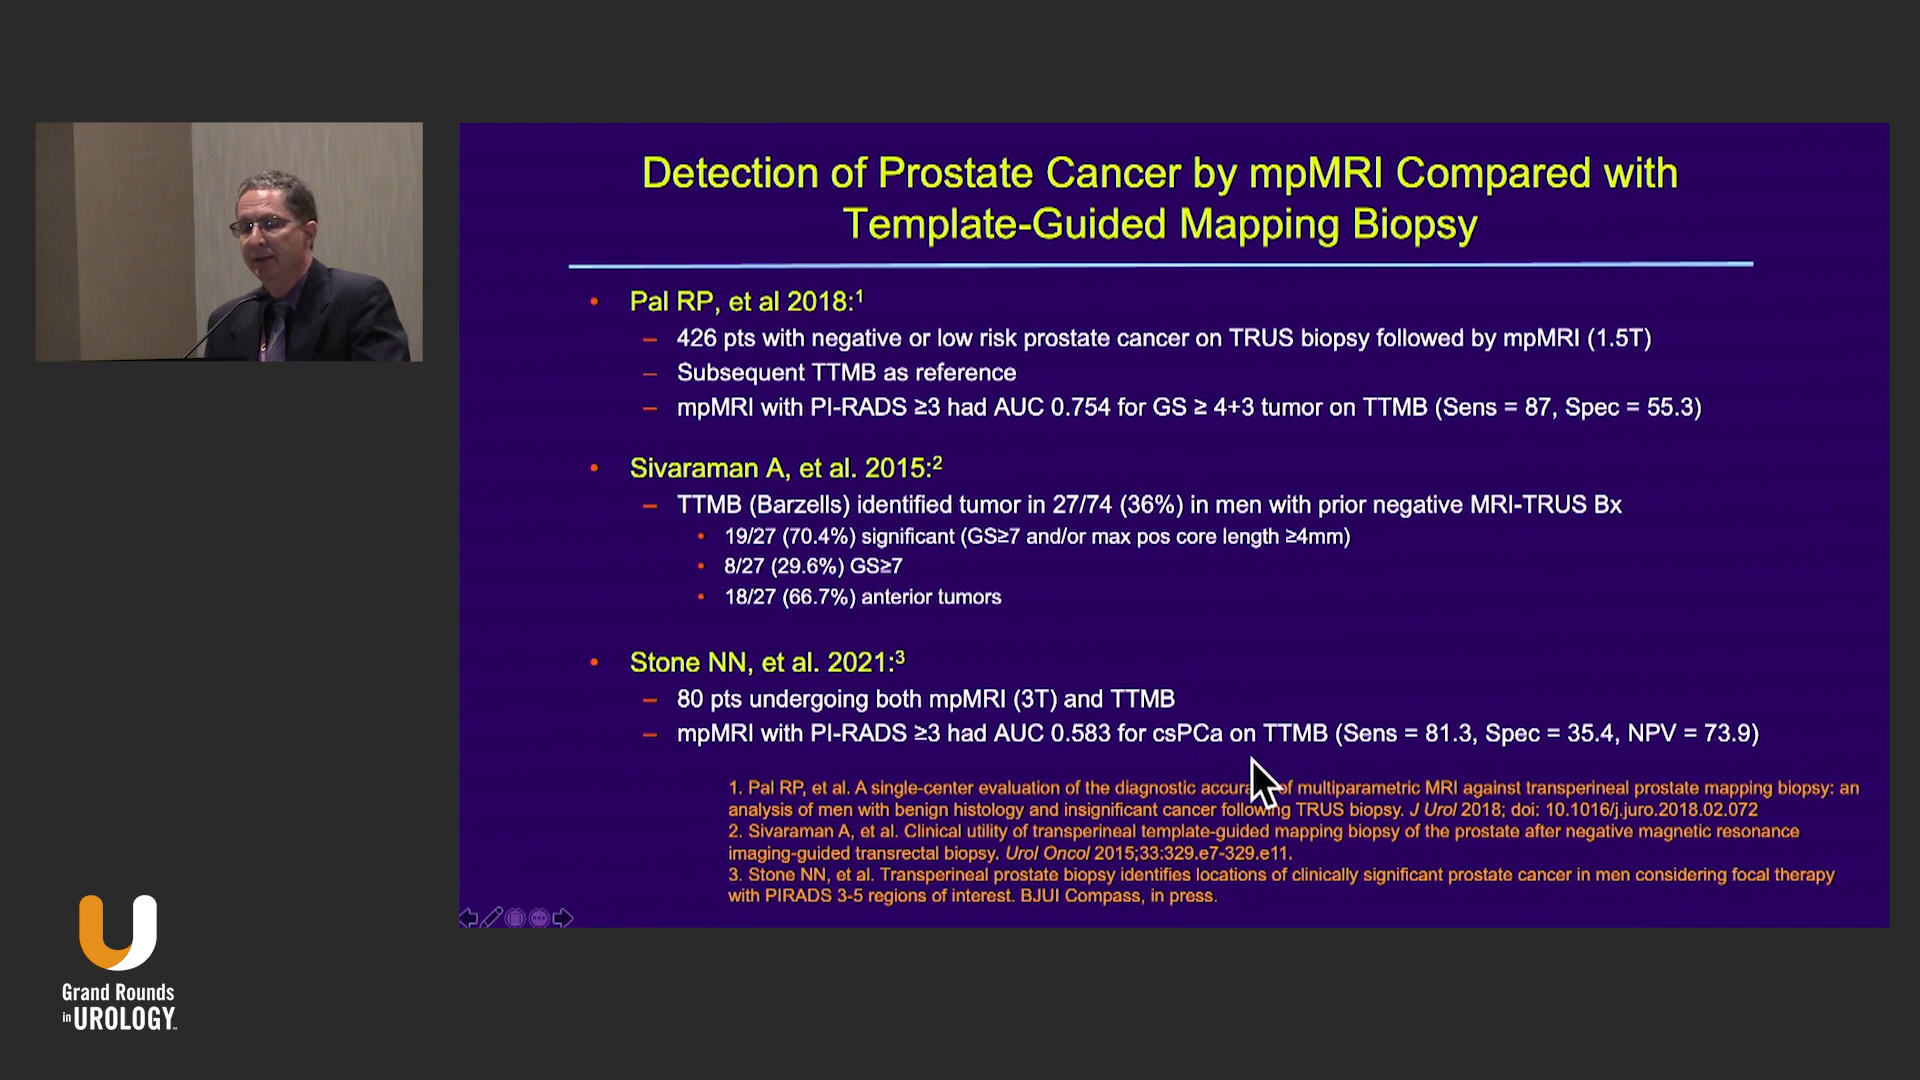 Detection of Prostate Cancer by mpMRI Compared with
Template-Guided Mapping Biopsy
• Pal RP, et al 2018:1
– 426 pts with negative or low risk prostate cancer on TRUS biopsy followed by mpMRI (1.5T)
– Subsequent TTMB as reference
– mpMRI with PI-RADS ≥3 had AUC 0.754 for GS ≥ 4+3 tumor on TTMB (Sens = 87, Spec = 55.3)
• Sivaraman A, et al. 2015:2
– TTMB (Barzells) identified tumor in 27/74 (36%) in men with prior negative MRI-TRUS Bx
• 19/27 (70.4%) significant (GS≥7 and/or max pos core length ≥4mm)
• 8/27 (29.6%) GS≥7
• 18/27 (66.7%) anterior tumors
• Stone NN, et al. 2021:3
– 80 pts undergoing both mpMRI (3T) and TTMB
– mpMRI with PI-RADS ≥3 had AUC 0.583 for csPCa on TTMB (Sens = 81.3, Spec = 35.4, NPV = 73.9)
1. Pal RP, et al. A single-center evaluation of the diagnostic of multiparametric MRI against transperineal prostate mapping biopsy: an
analysis of men with benign histology and insignificant cancer following TRUS biopsy. J Urol 2018; doi: 10.1016/j.juro.2018.02.072
2. Sivaraman A, et al. Clinical utility of transperineal template-guided mapping biopsy of the prostate after negative magnetic resonance
imaging-guided transrectal biopsy. Urol Oncol 2015;33:329.e7-329.e11.
3. Stone NN, et al. Transperineal prostate biopsy identifies locations of clinically significant prostate cancer in men considering focal therapy
with PIRADS 3-5 regions of interest. BJUI Compass, in press.
Grand Rounds
in UROLOGY